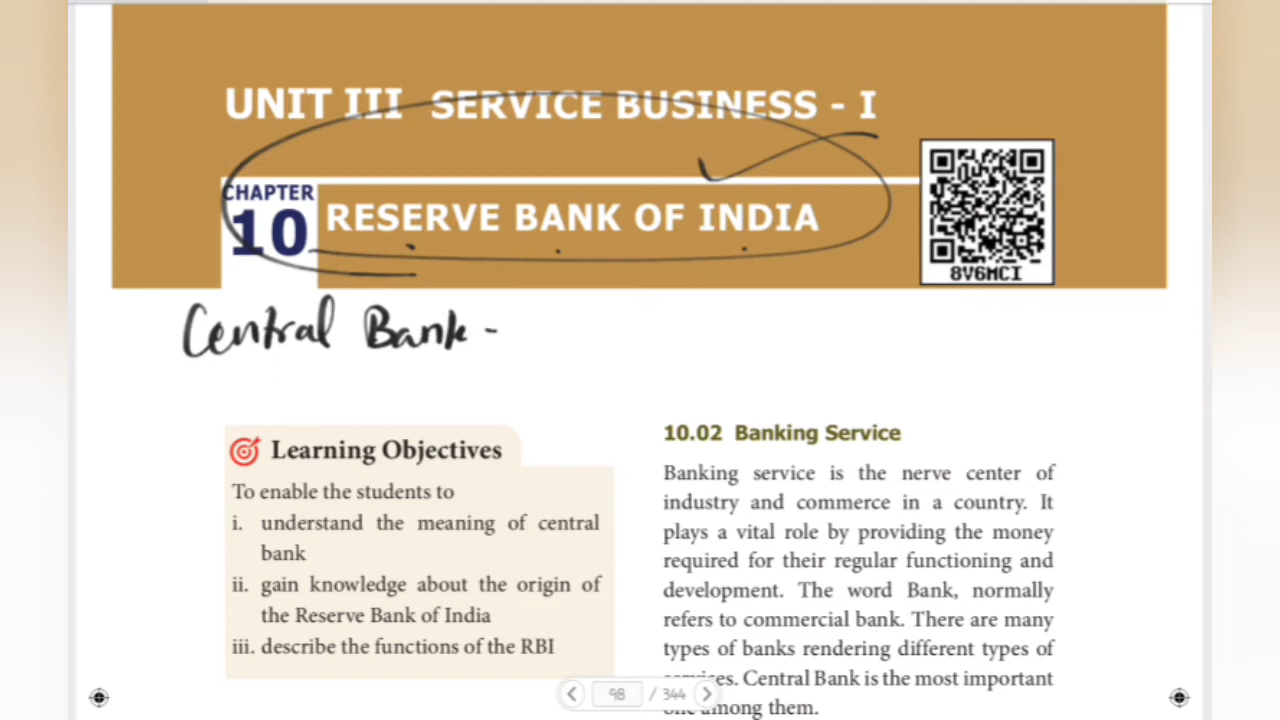 UNIT III SERVICE BUSINESS - I
CHAPTER
10 RESERVE BANK OF INDIA
8V6MCI
Central Bank -
Learning Objectives
To enable the students to
i. understand the meaning of central
bank
ii. gain knowledge about the origin of
the Reserve Bank of India
iii. describe the functions of the RBI
10.02 Banking Service
Banking service is the nerve center of
industry and commerce in a country. It
plays a vital role by providing the money
required for their regular functioning and
development. The word Bank, normally
refers to commercial bank. There are many
types of banks rendering different types of
services. Central Bank is the most important
one among them.
98 / 344